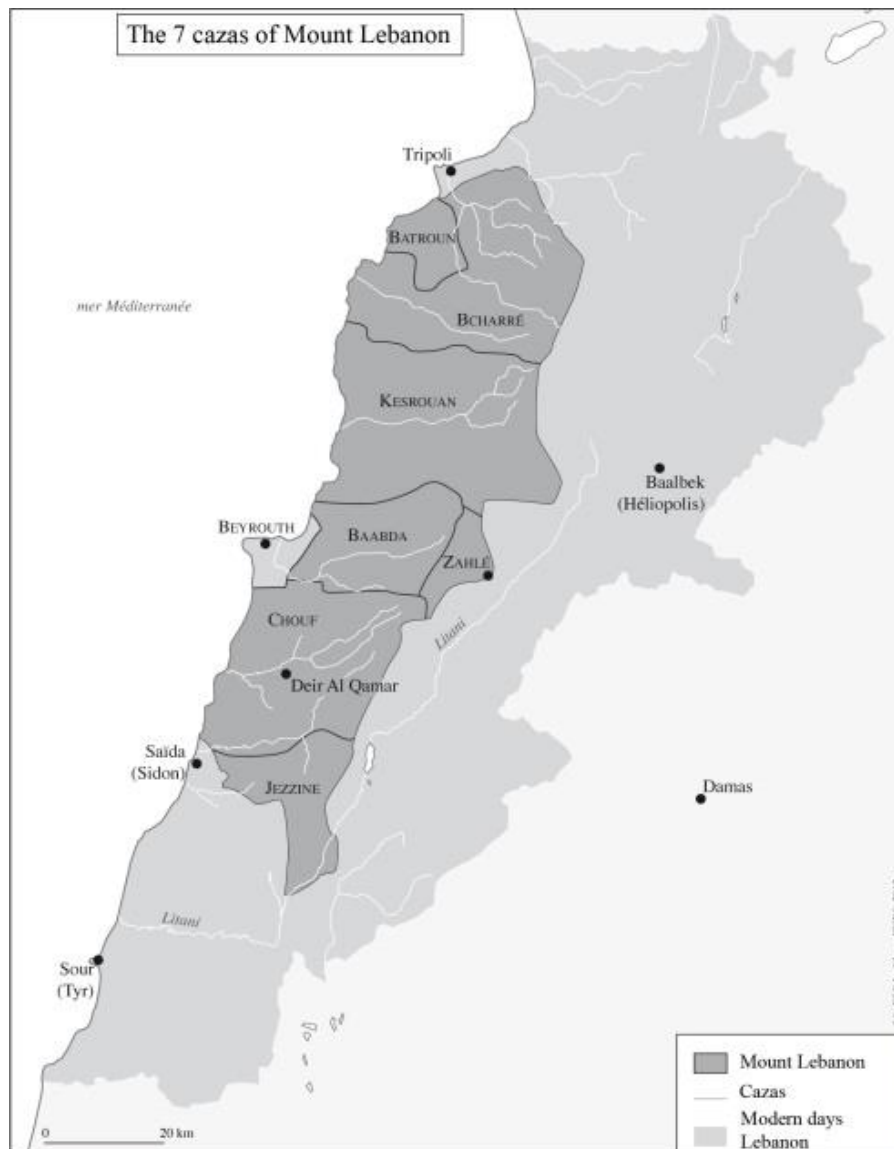 The 7 cazas of Mount Lebanon
Tripoli
BATROUN
mer Méditerranée
BCHARRÉ
KESROUAN
Baalbek
(Héliopolis)
BEYROUTH
BAABDA
ZAHLÉ
CHOUF
Litani
Deir Al Qamar
Saïda
(Sidon)
JEZZINE
Damas
Litani
Sour
(Tyr)
Mount Lebanon
Cazas
Modern days
Lebanon
0 20 km